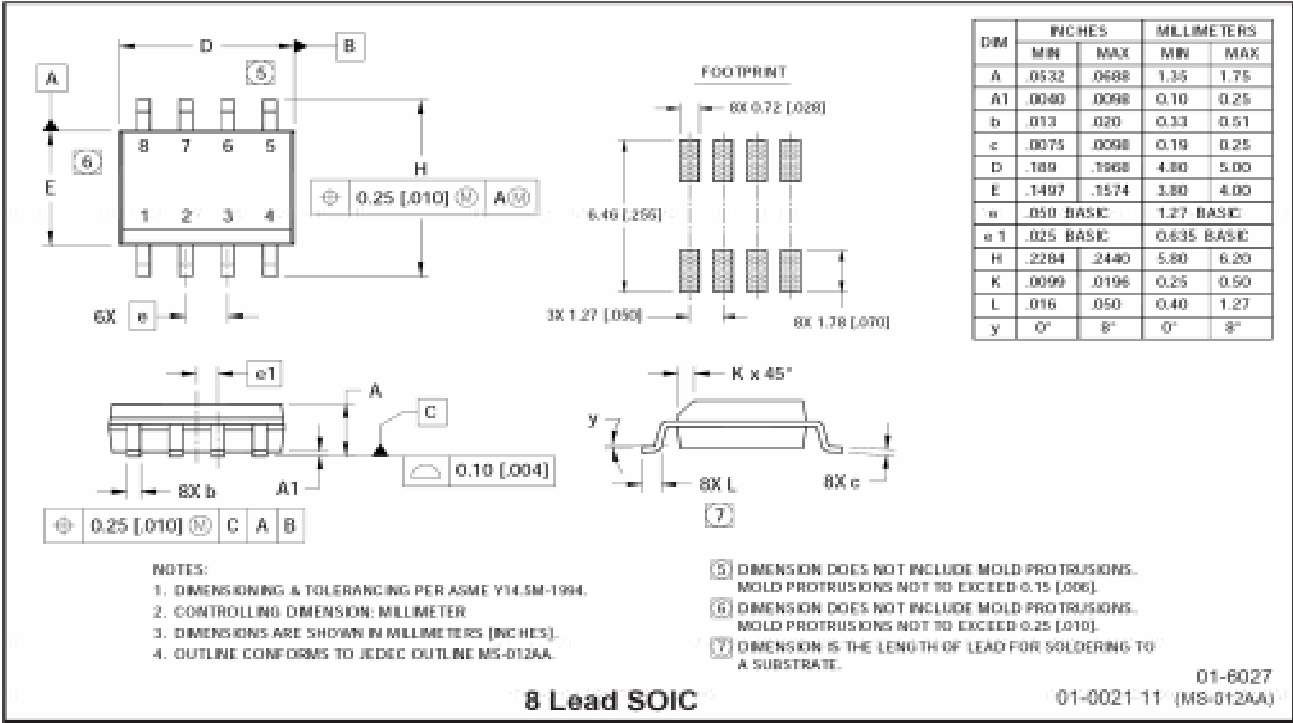 D
B
5
A
FOOTPRINT
8X 0.72 [.028]
8 7 6 5
6
E
H
0.25 [.010] M A M
6.46 [.255]
1 2 3 4
6X e
3X 1.27 [.050]
8X 1.78 [.070]
DIM INCHES MILLIMETERS
MIN MAX MIN MAX
A .0532 .0688 1.35 1.75
A1 .0040 .0098 0.10 0.25
b .013 .020 0.33 0.51
c .0075 .0098 0.19 0.25
D .189 .1968 4.80 5.00
E .1497 .1574 3.80 4.00
e .050 BASIC 1.27 BASIC
e 1 .025 BASIC 0.635 BASIC
H .2284 .2440 5.80 6.20
K .0099 .0196 0.25 0.50
L .016 .050 0.40 1.27
y 0° 8° 0° 8°
e1
A
C
0.10 [.004]
8X b
A1
0.25 [.010] M C A B
K x 45°
y
8X L
8X c
7
NOTES:
1. DIMENSIONING & TOLERANCING PER ASME Y14.5M-1994.
2. CONTROLLING DIMENSION: MILLIMETER
3. DIMENSIONS ARE SHOWN IN MILLIMETERS [INCHES].
4. OUTLINE CONFORMS TO JEDEC OUTLINE MS-012AA.
5 DIMENSION DOES NOT INCLUDE MOLD PROTRUSIONS.
MOLD PROTRUSIONS NOT TO EXCEED 0.15 [.006].
6 DIMENSION DOES NOT INCLUDE MOLD PROTRUSIONS.
MOLD PROTRUSIONS NOT TO EXCEED 0.25 [.010].
7 DIMENSION IS THE LENGTH OF LEAD FOR SOLDERING TO
A SUBSTRATE.
8 Lead SOIC
01-6027
01-0021 11 (MS-012AA)